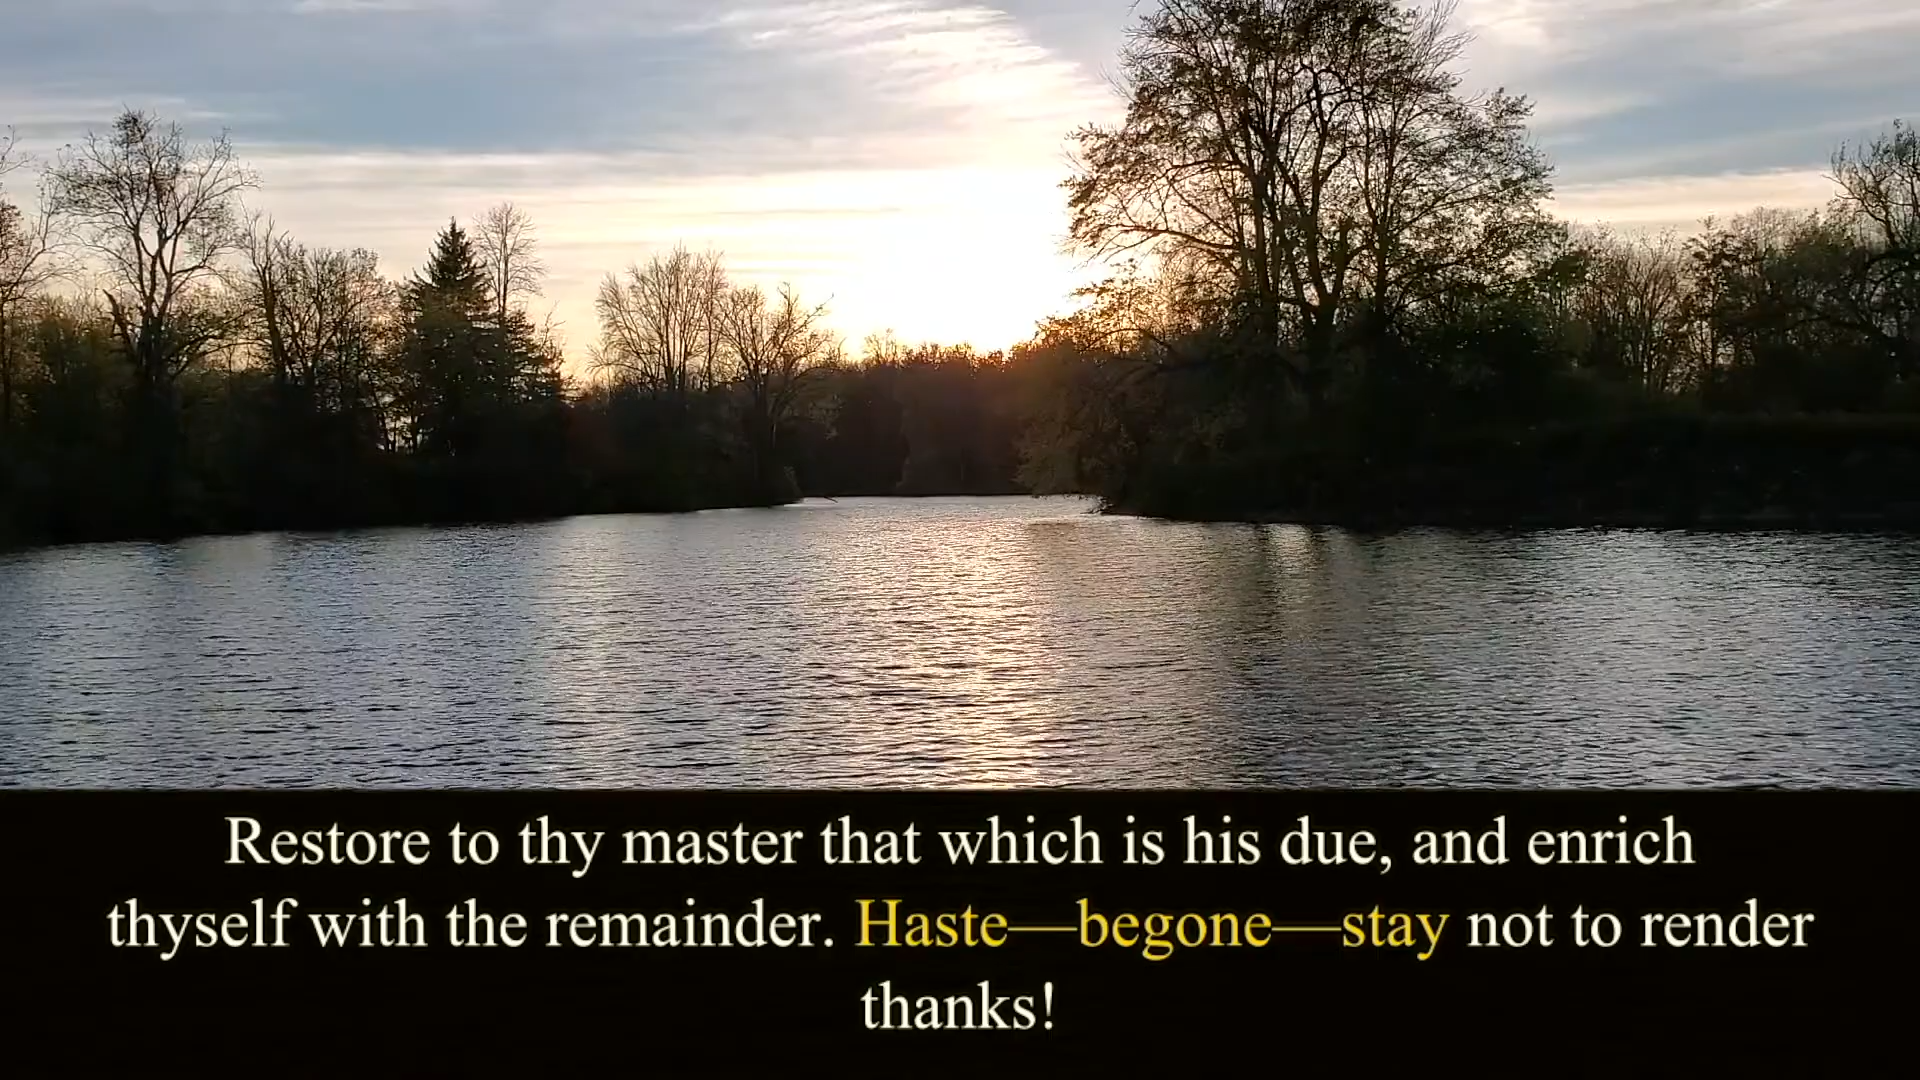 Restore to thy master that which is his due, and enrich
thyself with the remainder. Haste—begone—stay not to render
thanks!